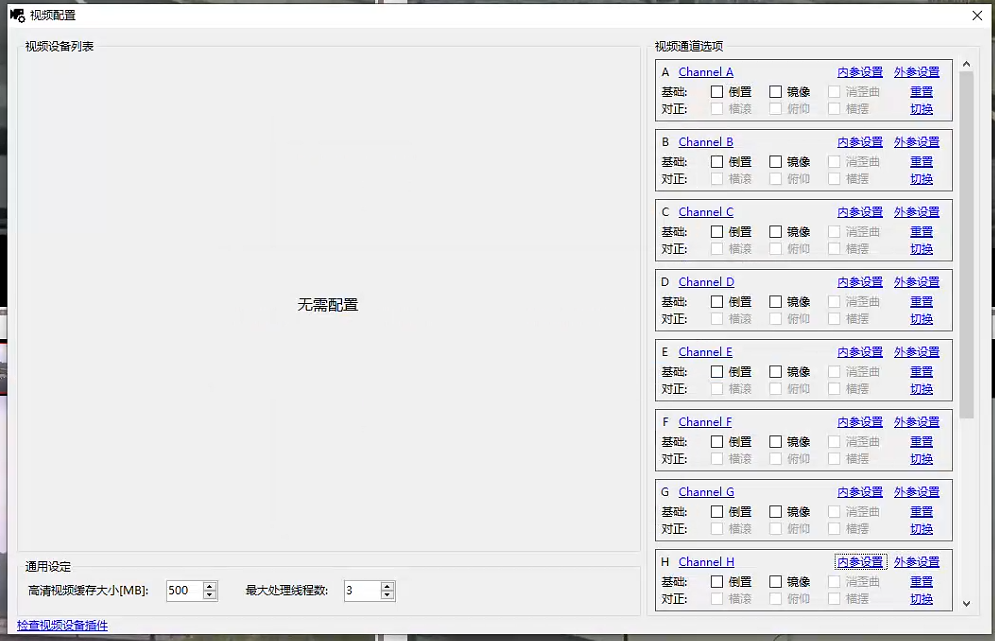 视频配置
视频设备列表
无需配置
通用设定
高清视频缓存大小[MB]: 500 最大处理线程数: 3
检查视频设备插件
视频通道选项
A Channel A 内参设置 外参设置
基础: 倒置 镜像 消歪曲 重置
对正: 横滚 俯仰 横摆 切换
B Channel B 内参设置 外参设置
基础: 倒置 镜像 消歪曲 重置
对正: 横滚 俯仰 横摆 切换
C Channel C 内参设置 外参设置
基础: 倒置 镜像 消歪曲 重置
对正: 横滚 俯仰 横摆 切换
D Channel D 内参设置 外参设置
基础: 倒置 镜像 消歪曲 重置
对正: 横滚 俯仰 横摆 切换
E Channel E 内参设置 外参设置
基础: 倒置 镜像 消歪曲 重置
对正: 横滚 俯仰 横摆 切换
F Channel F 内参设置 外参设置
基础: 倒置 镜像 消歪曲 重置
对正: 横滚 俯仰 横摆 切换
G Channel G 内参设置 外参设置
基础: 倒置 镜像 消歪曲 重置
对正: 横滚 俯仰 横摆 切换
H Channel H 内参设置 外参设置
基础: 倒置 镜像 消歪曲 重置
对正: 横滚 俯仰 横摆 切换